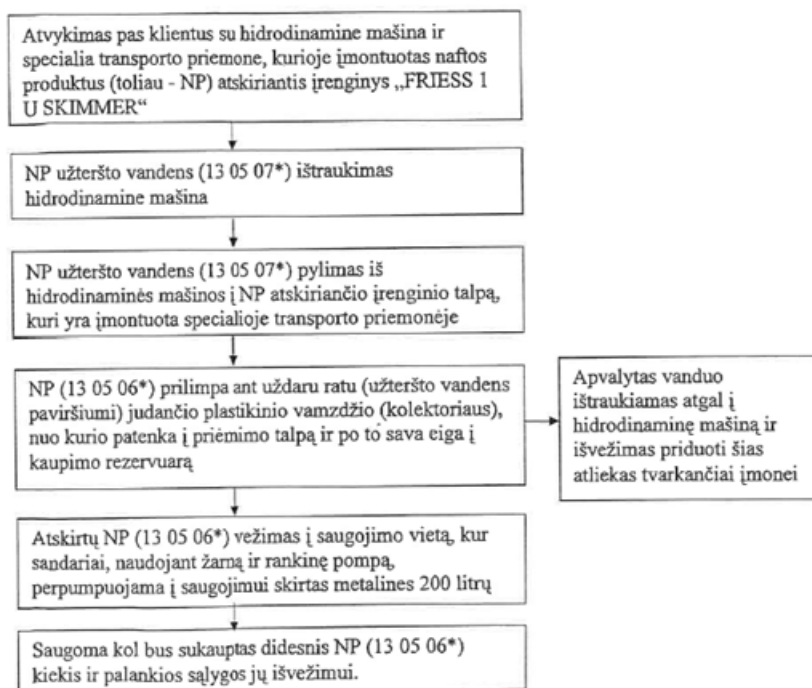 Atvykimas pas klientus su hidrodinamine mašina ir
specialia transporto priemone, kurioje įmontuotas naftos
produktus (toliau - NP) atskiriantis įrenginys „FRIESS 1
U SKIMMER“
NP užteršto vandens (13 05 07*) ištraukimas
hidrodinamine mašina
NP užteršto vandens (13 05 07*) pylimas iš
hidrodinaminės mašinos į NP atskiriančio įrenginio talpą,
kuri yra įmontuota specialioje transporto priemonėje
NP (13 05 06*) prilimpa ant uždaru ratu (užteršto vandens
paviršiumi) judančio plastikinio vamzdžio (kolektoriaus),
nuo kurio patenka į priėmimo talpą ir po to sava eiga į
kaupimo rezervuarą
Apvalytas vanduo
ištraukiamas atgal į
hidrodinaminę mašiną ir
išvežimas priduoti šias
atliekas tvarkančiai įmonei
Atskirtų NP (13 05 06*) vežimas į saugojimo vietą, kur
sandariai, naudojant žarną ir rankinę pompą,
perpumpuojama į saugojimui skirtas metalines 200 litrų
Saugoma kol bus sukauptas didesnis NP (13 05 06*)
kiekis ir palankios sąlygos jų išvežimui.